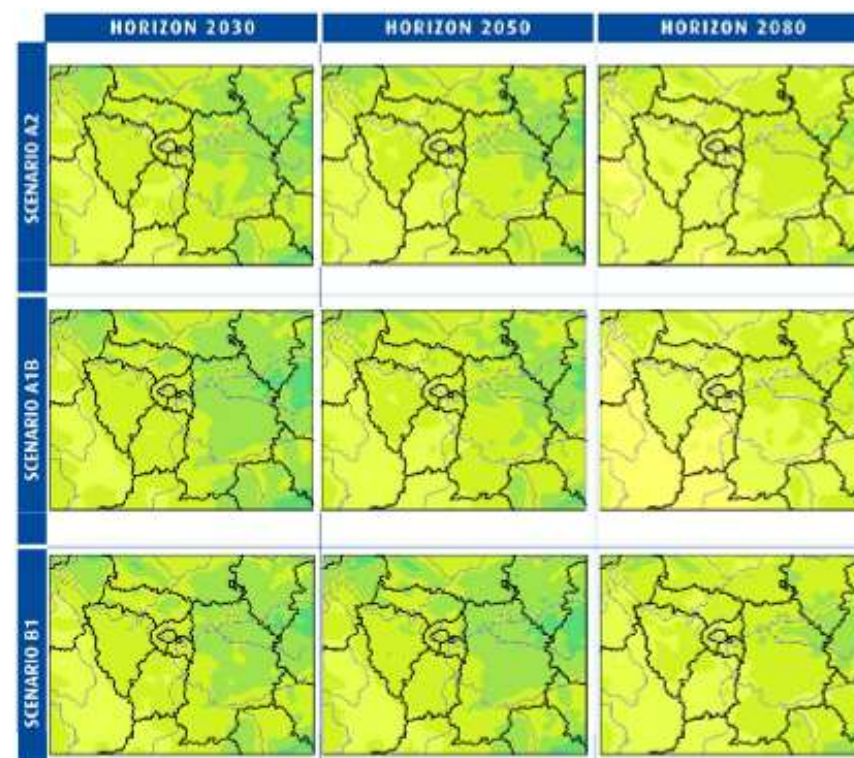 HORIZON 2030
HORIZON 2050
HORIZON 2080
SCENARIO A2
SCENARIO A1B
SCENARIO B1